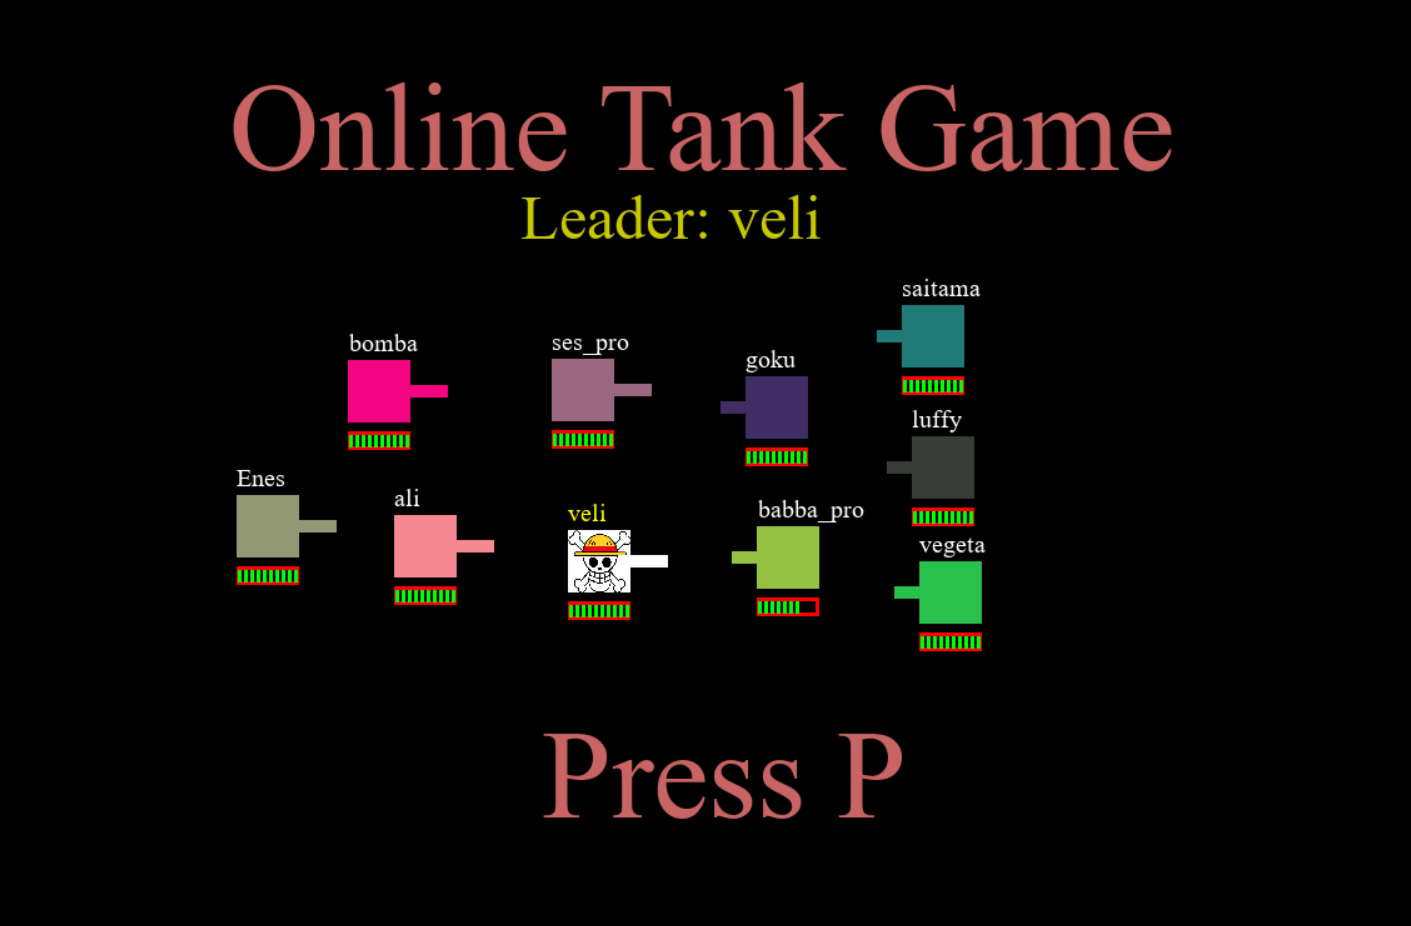 Online Tank Game
Leader: veli
saitama
bomba
ses_pro
goku
luffy
Enes
ali
veli
babba_pro
vegeta
Press P